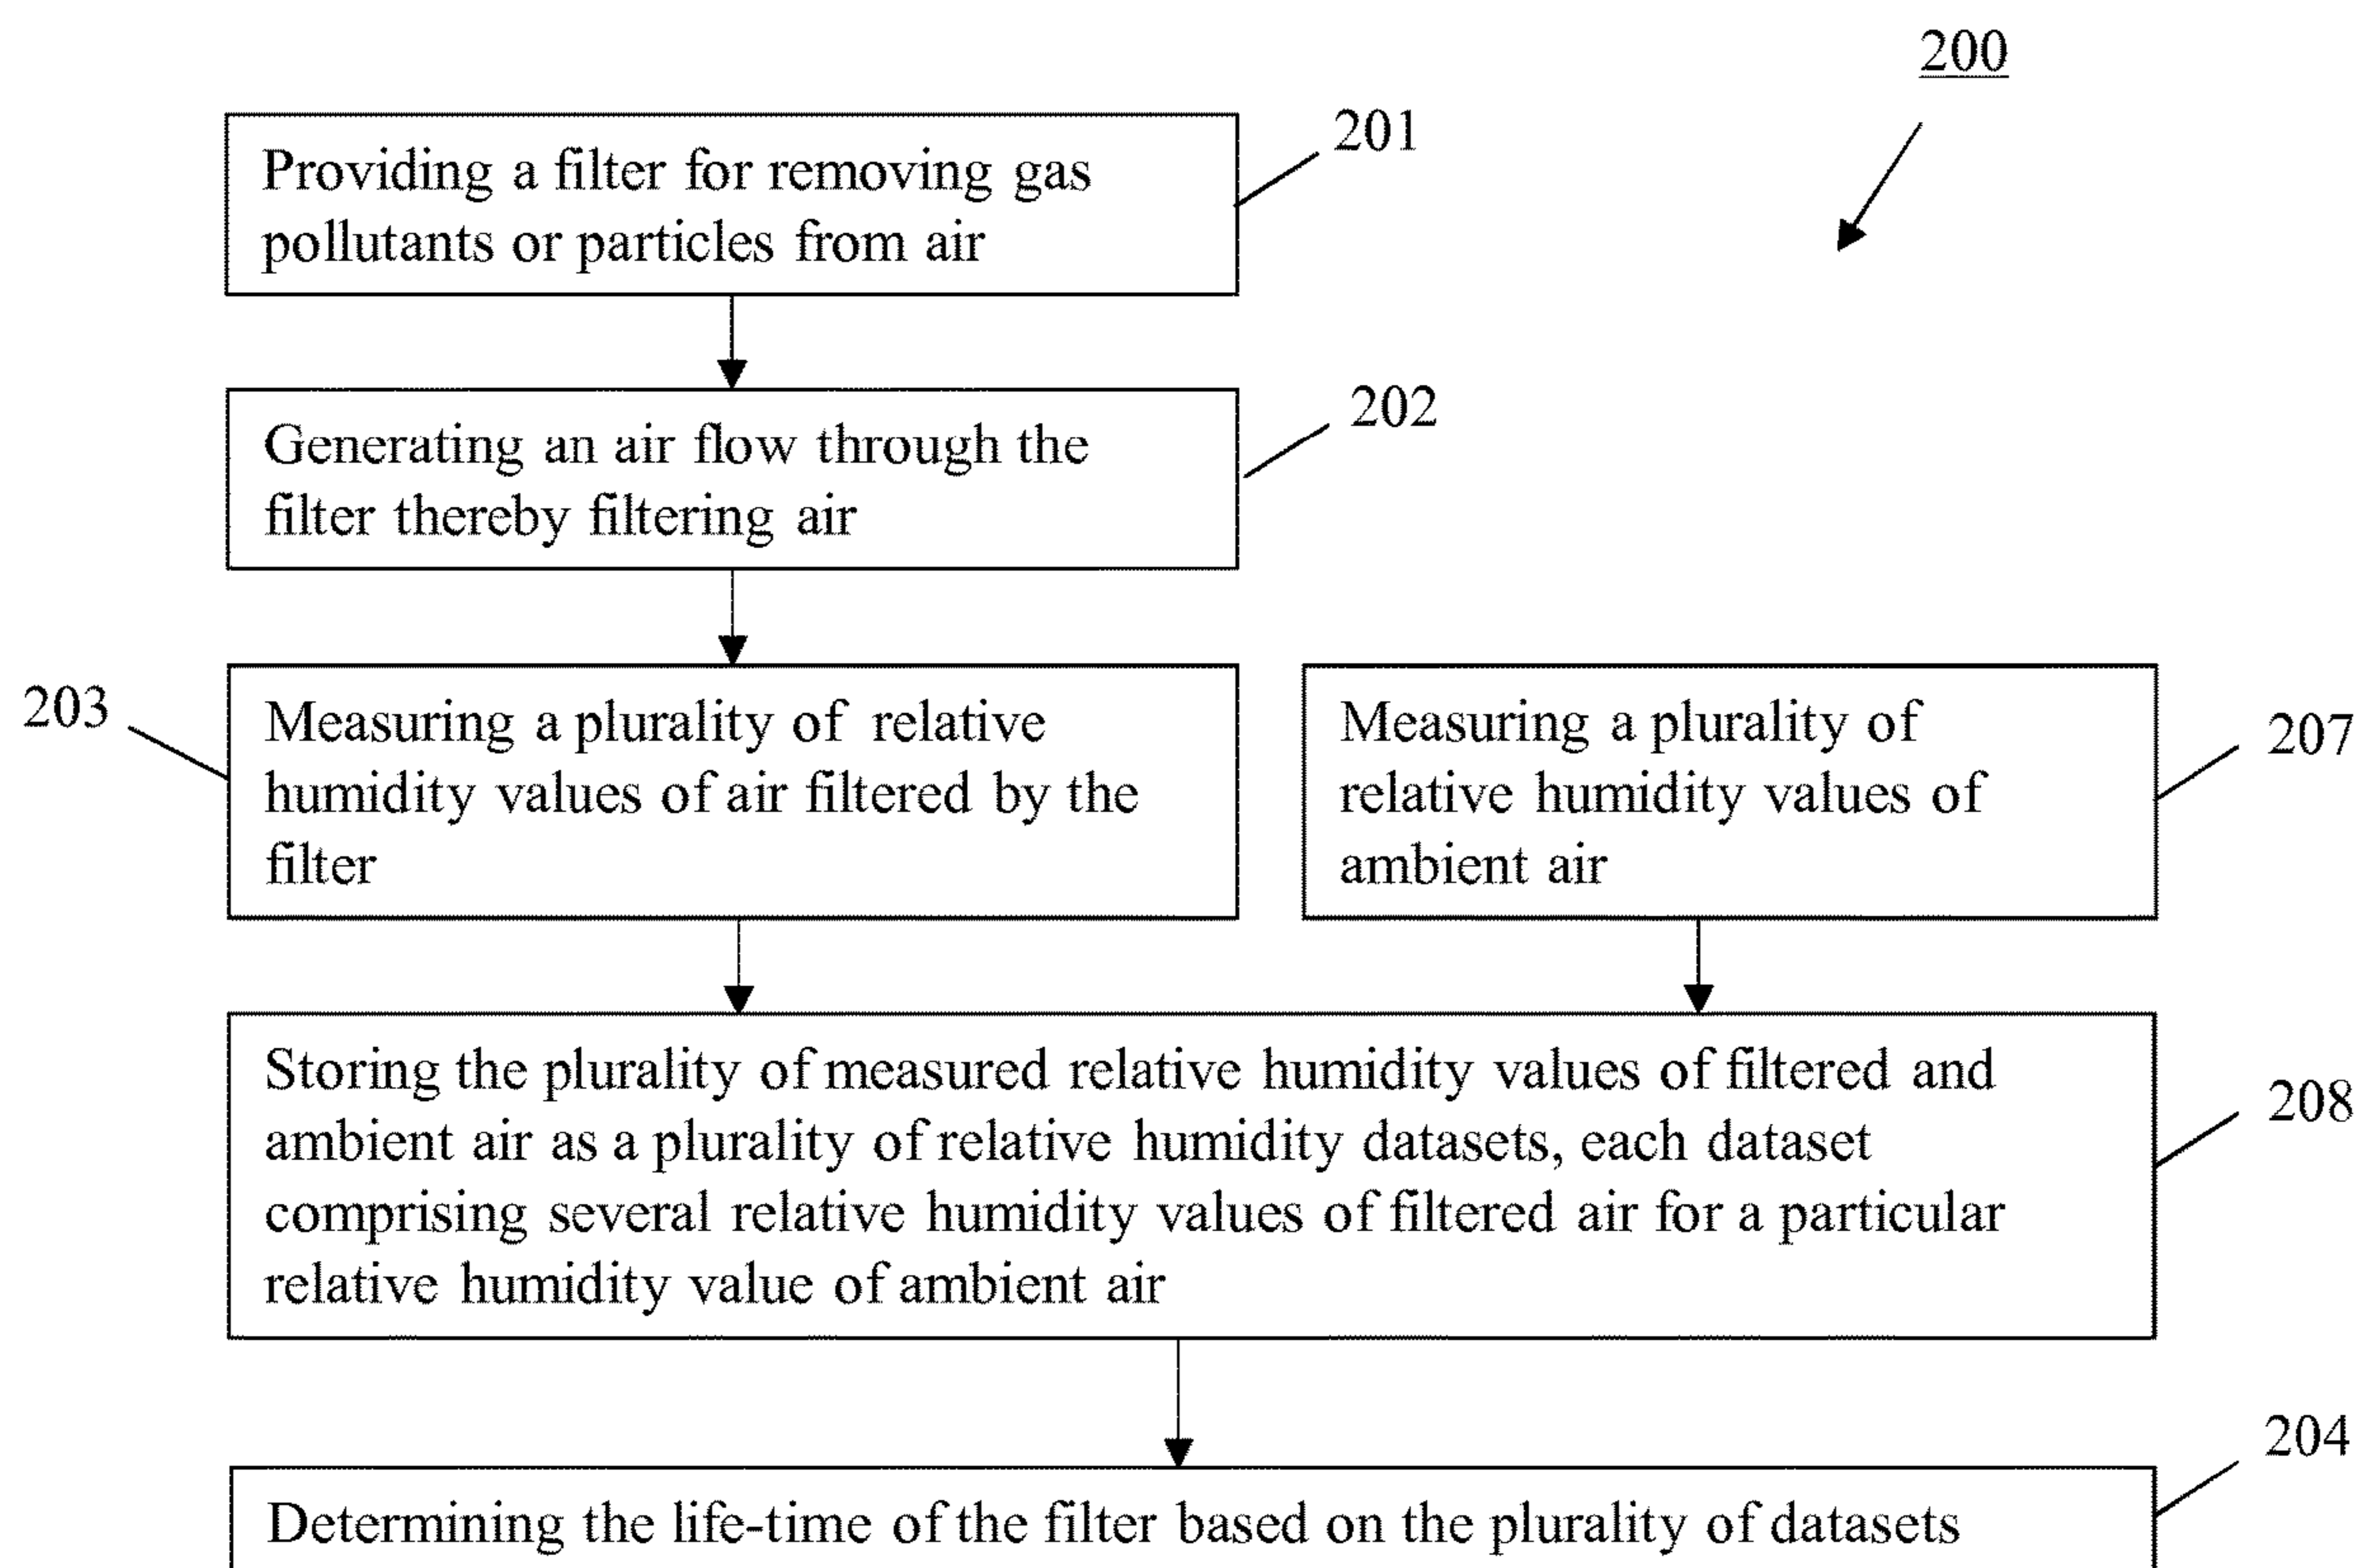 200
201
Providing a filter for removing gas
pollutants or particles from air
202
Generating an air flow through the
filter thereby filtering air
203
Measuring a plurality of relative
humidity values of air filtered by the
filter
207
Measuring a plurality of
relative humidity values of
ambient air
208
Storing the plurality of measured relative humidity values of filtered and
ambient air as a plurality of relative humidity datasets, each dataset
comprising several relative humidity values of filtered air for a particular
relative humidity value of ambient air
204
Determining the life-time of the filter based on the plurality of datasets